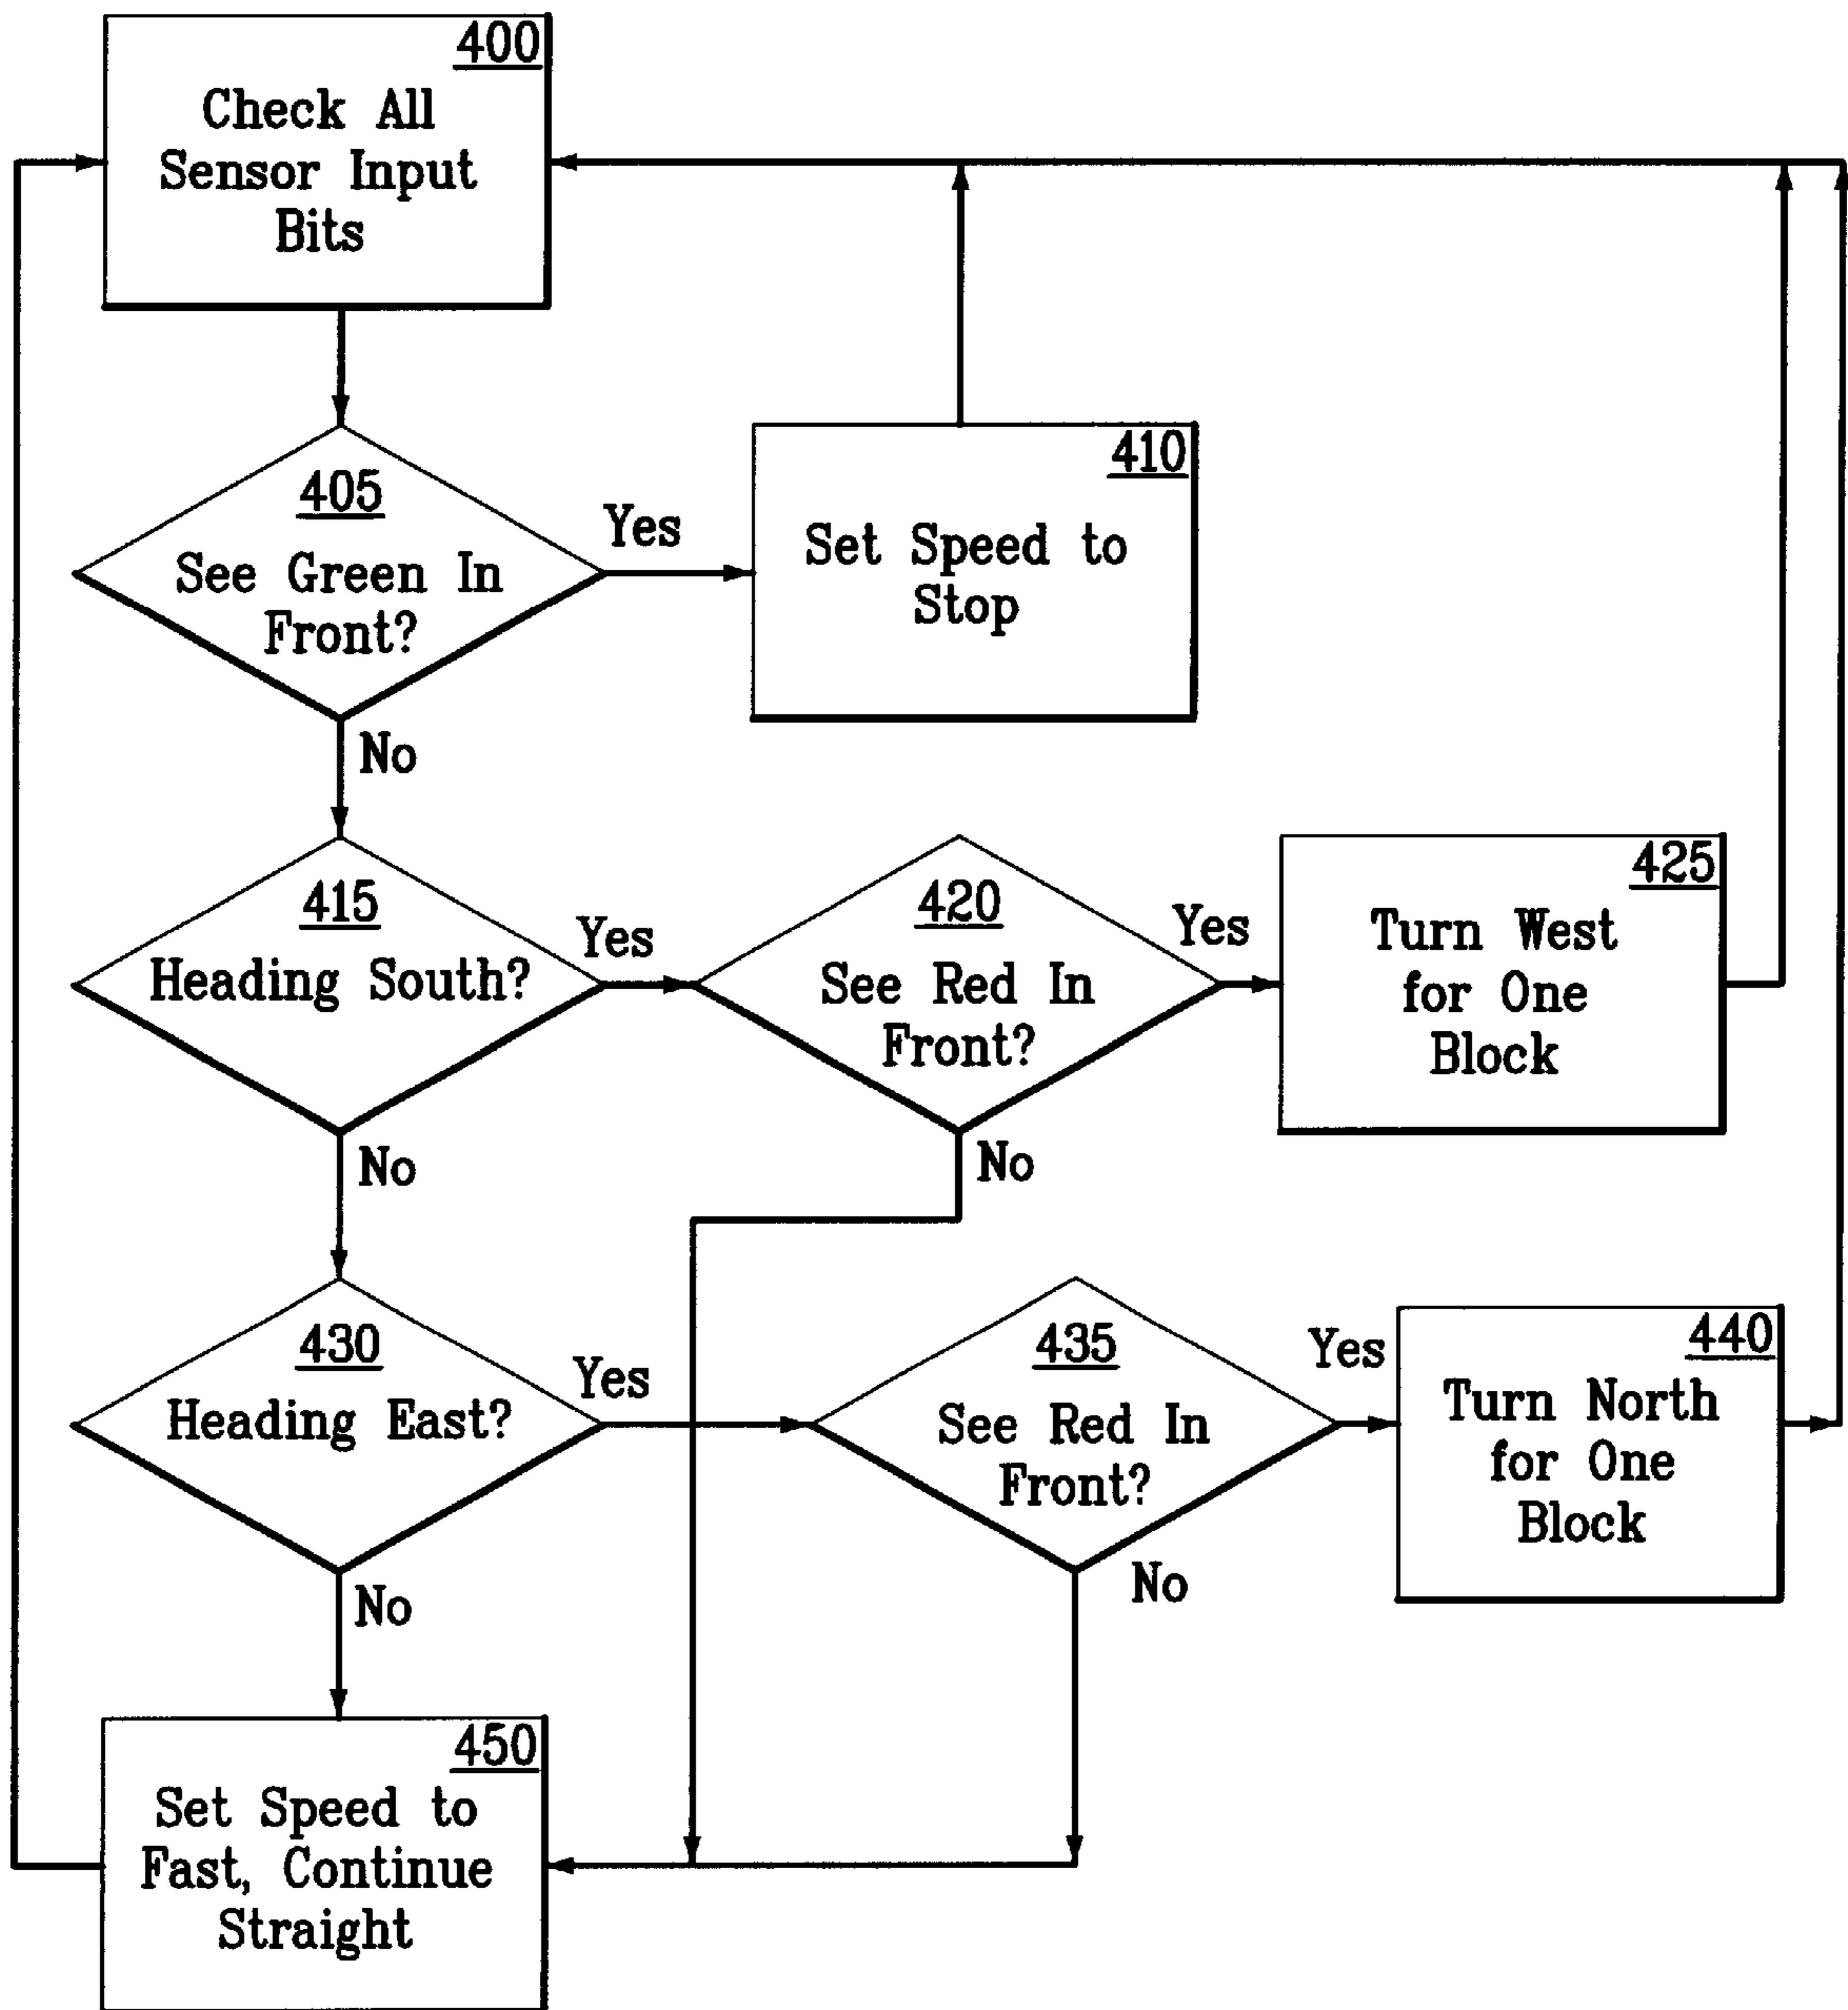 400
Check All
Sensor Input
Bits
405
See Green In
Front?
Yes
410
Set Speed to
Stop
No
415
Heading South?
Yes
420
See Red In
Front?
Yes
425
Turn West
for One
Block
No
No
430
Heading East?
Yes
435
See Red In
Front?
Yes
440
Turn North
for One
Block
No
No
450
Set Speed to
Fast, Continue
Straight